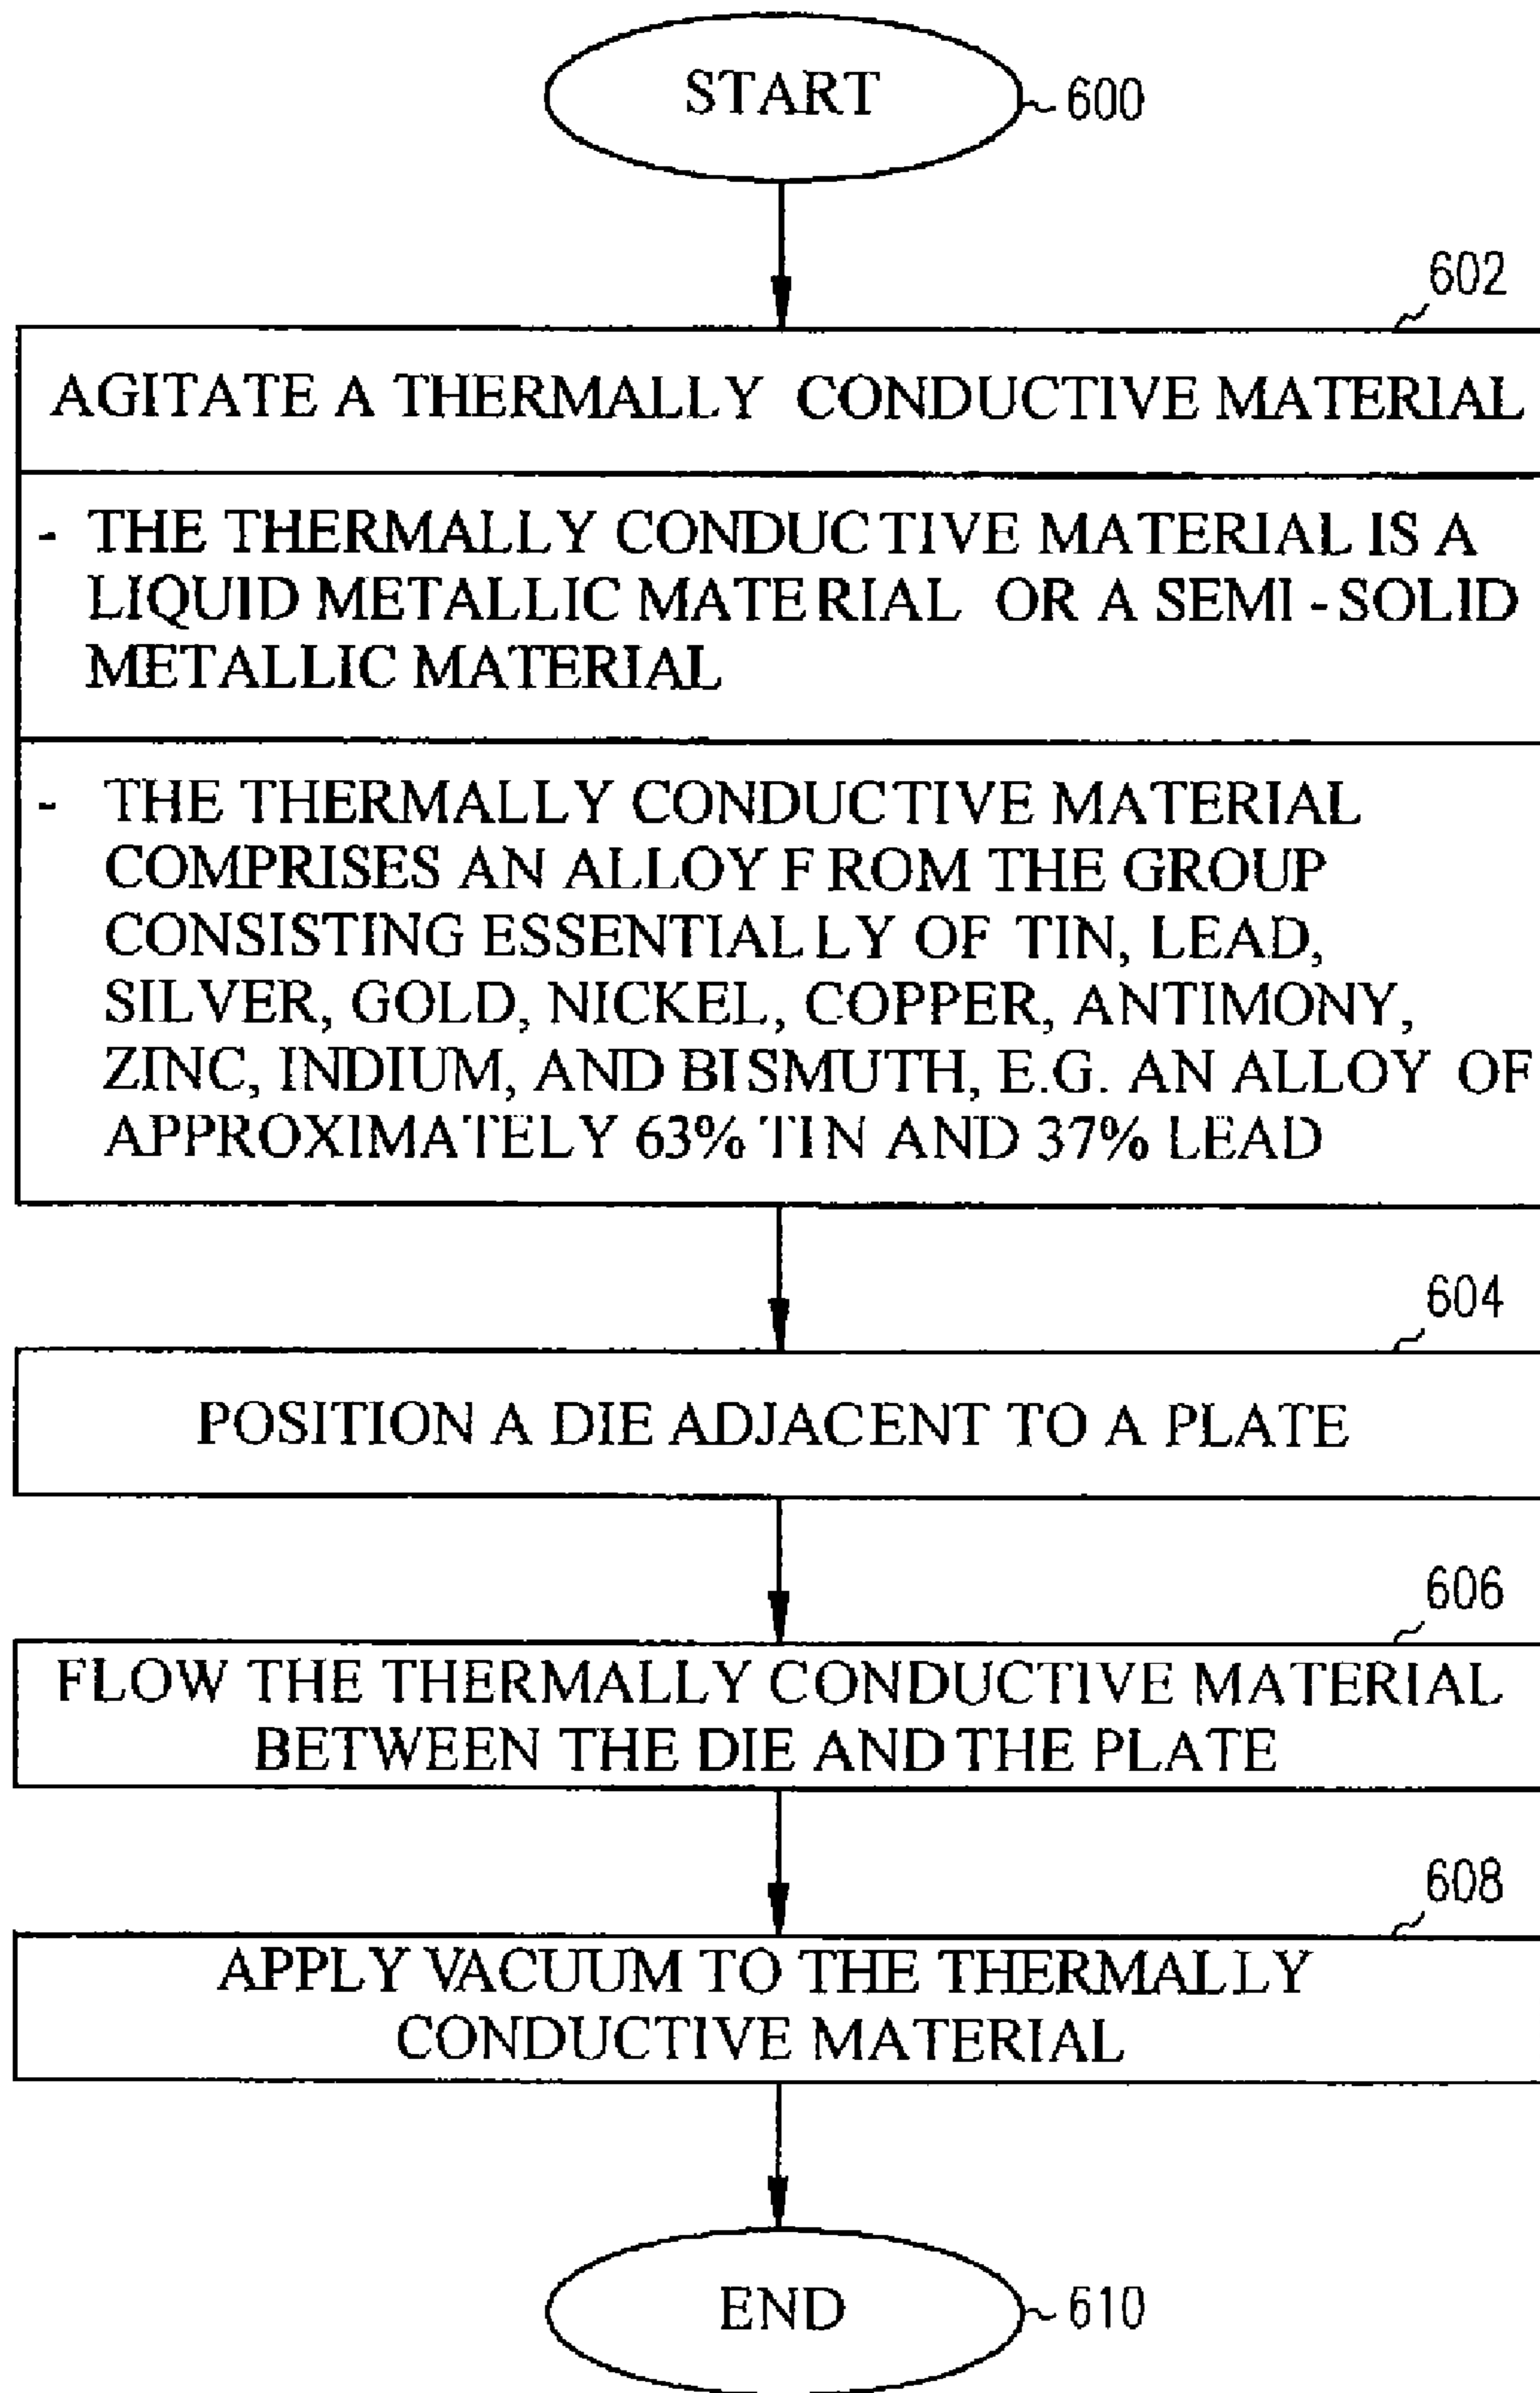 START
600
602
AGITATE A THERMALLY CONDUCTIVE MATERIAL
- THE THERMALLY CONDUCTIVE MATERIAL IS A
LIQUID METALLIC MATERIAL OR A SEMI-SOLID
METALLIC MATERIAL
- THE THERMALLY CONDUCTIVE MATERIAL
COMPRISES AN ALLOY FROM THE GROUP
CONSISTING ESSENTIALLY OF TIN, LEAD,
SILVER, GOLD, NICKEL, COPPER, ANTIMONY,
ZINC, INDIUM, AND BISMUTH, E.G. AN ALLOY OF
APPROXIMATELY 63% TIN AND 37% LEAD
604
POSITION A DIE ADJACENT TO A PLATE
606
FLOW THE THERMALLY CONDUCTIVE MATERIAL
BETWEEN THE DIE AND THE PLATE
608
APPLY VACUUM TO THE THERMALLY
CONDUCTIVE MATERIAL
END
610